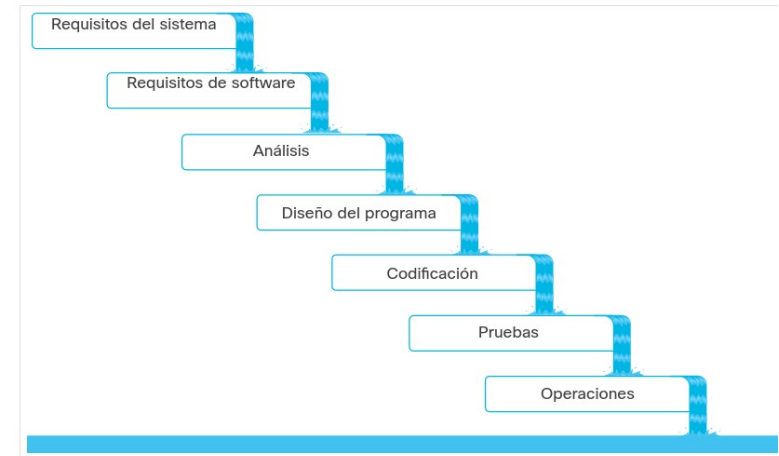 Requisitos del sistema
Requisitos de software
Análisis
Diseño del programa
Codificación
Pruebas
Operaciones